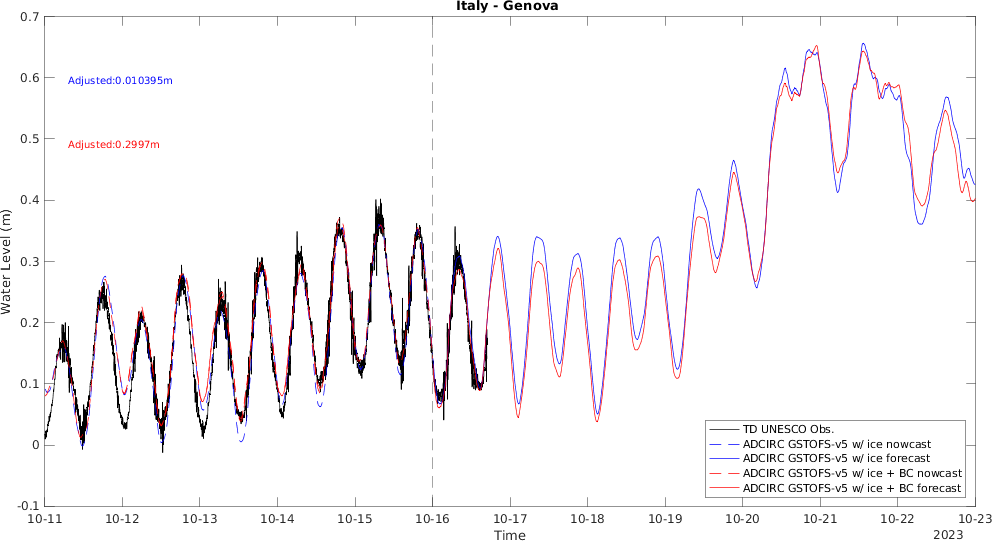 Italy - Genova
0.7
0.6
0.5
0.4
0.3
0.2
0.1
0
-0.1
Water Level (m)
Adjusted:0.010395m
Adjusted:0.2997m
TD UNESCO Obs.
ADCIRC GSTOFS-v5 w/ ice nowcast
ADCIRC GSTOFS-v5 w/ ice forecast
ADCIRC GSTOFS-v5 w/ ice + BC nowcast
ADCIRC GSTOFS-v5 w/ ice + BC forecast
10-11 10-12 10-13 10-14 10-15 10-16 10-17 10-18 10-19 10-20 10-21 10-22 10-23
Time
2023